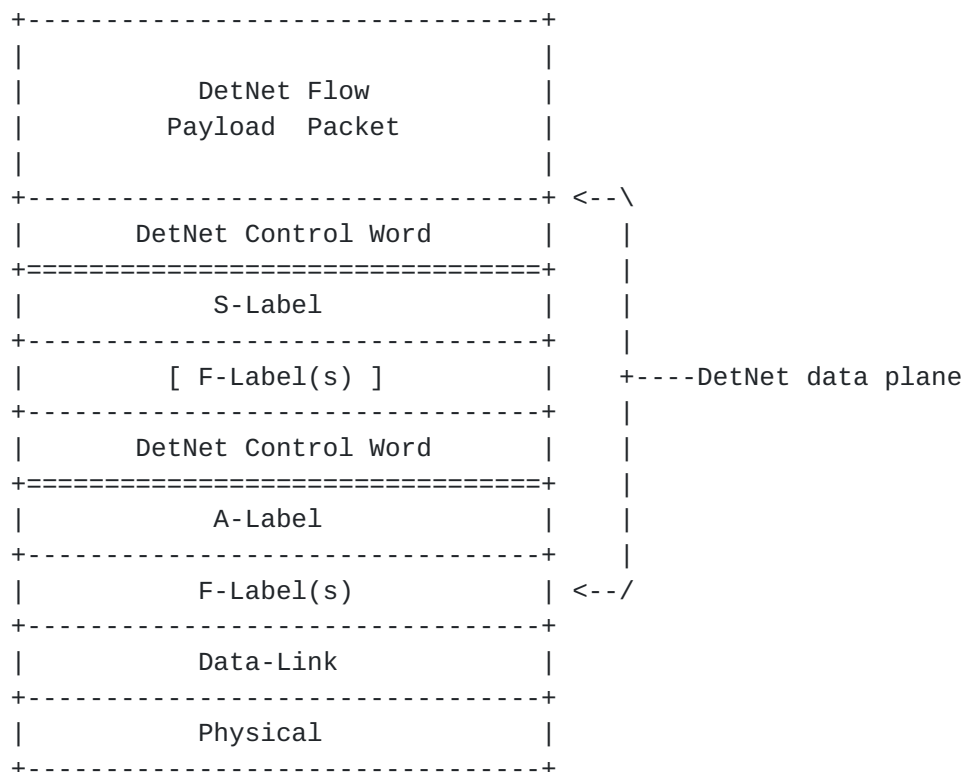 DetNet Flow
Payload Packet
DetNet Control Word
S-Label
[ F-Label(s) ]
DetNet data plane
DetNet Control Word
A-Label
F-Label(s)
Data-Link
Physical